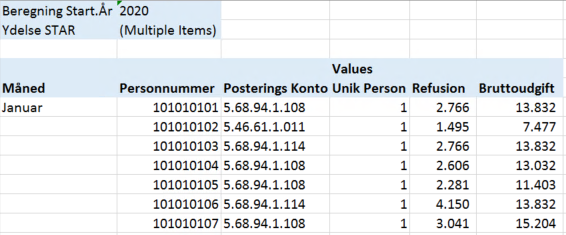 Beregning Start.År 2020
Ydelse STAR (Multiple Items)
Values
Måned Personnummer Posterings Konto Unik Person Refusion Bruttoudgift
Januar 101010101 5.68.94.1.108 1 2.766 13.832
101010102 5.46.61.1.011 1 1.495 7.477
101010103 5.68.94.1.114 1 2.766 13.832
101010104 5.68.94.1.108 1 2.606 13.032
101010105 5.68.94.1.108 1 2.281 11.403
101010106 5.68.94.1.114 1 4.150 13.832
101010107 5.68.94.1.108 1 3.041 15.204